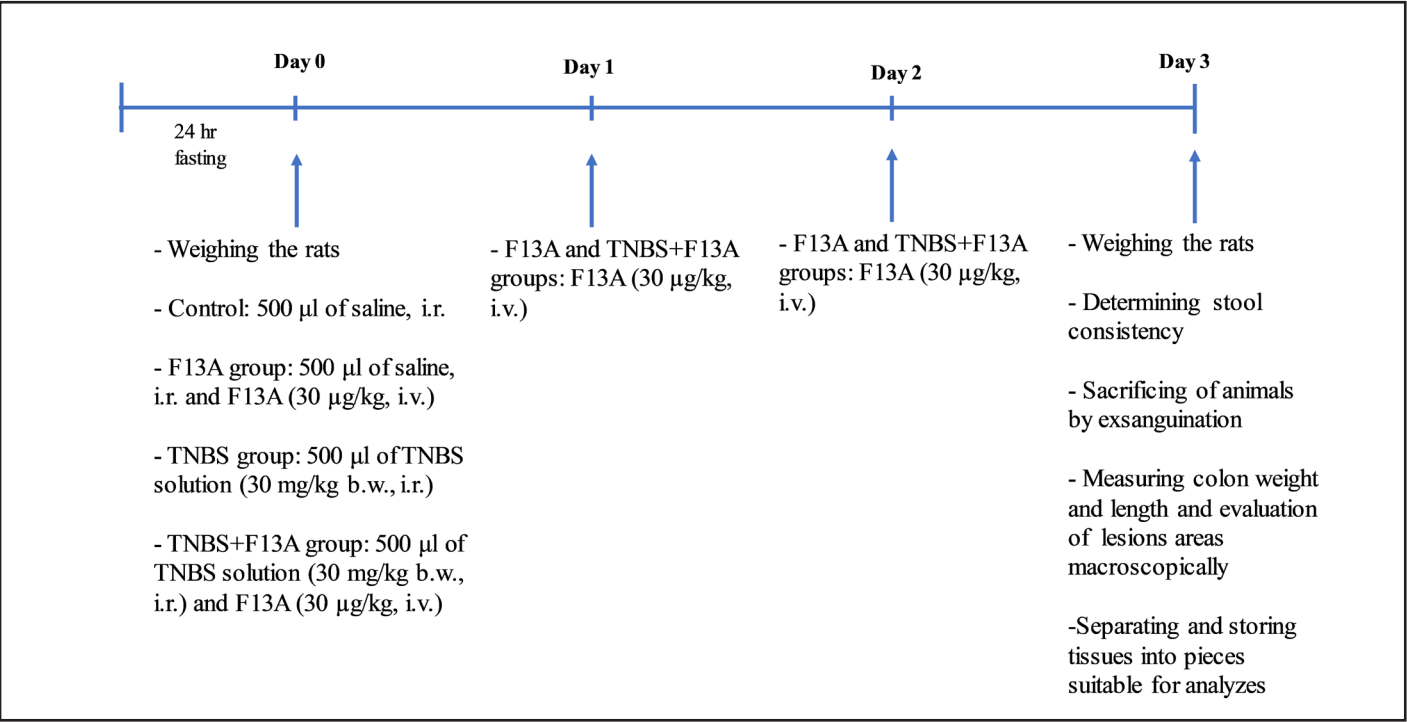 Day 0
Day 1
Day 2
Day 3
24 hr
fasting
- Weighing the rats
- Control: 500 µl of saline, i.r.
- F13A group: 500 µl of saline,
i.r. and F13A (30 µg/kg, i.v.)
- TNBS group: 500 µl of TNBS
solution (30 mg/kg b.w., i.r.)
- TNBS+F13A group: 500 µl of
TNBS solution (30 mg/kg b.w.,
i.r.) and F13A (30 µg/kg, i.v.)
- F13A and TNBS+F13A
groups: F13A (30 µg/kg,
i.v.)
- F13A and TNBS+F13A
groups: F13A (30 µg/kg,
i.v.)
- Weighing the rats
- Determining stool
consistency
- Sacrificing of animals
by exsanguination
- Measuring colon weight
and length and evaluation
of lesions areas
macroscopically
-Separating and storing
tissues into pieces
suitable for analyzes